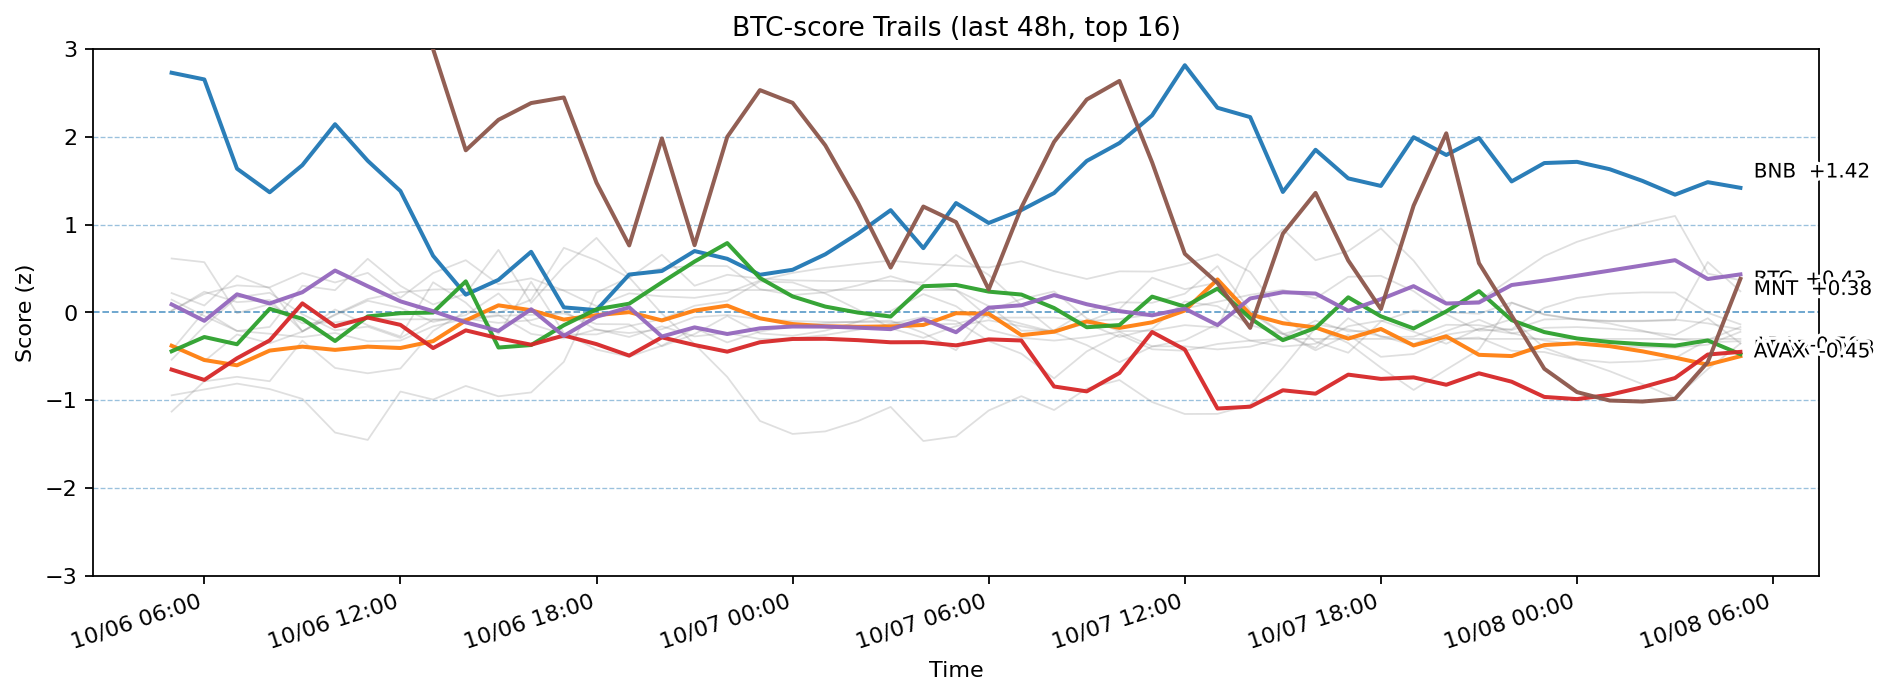 BTC-score Trails (last 48h, top 16)
Score (z)
3
2
1
0
−1
−2
−3
BNB +1.42
BTC +0.43
MNT +0.38
AVAX -0.45
10/06 06:00
10/06 12:00
10/06 18:00
10/07 00:00
10/07 06:00
10/07 12:00
10/07 18:00
10/08 00:00
10/08 06:00
Time